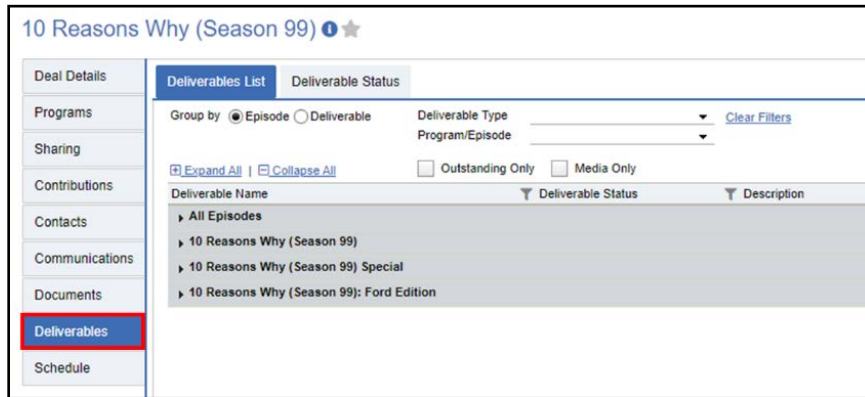 10 Reasons Why (Season 99)
Deal Details
Programs
Sharing
Contributions
Contacts
Communications
Documents
Deliverables
Schedule
Deliverables List Deliverable Status
Group by Episode Deliverable Deliverable Type Clear Filters
Program/Episode
Expand All | Collapse All Outstanding Only Media Only
Deliverable Name Deliverable Status Description
All Episodes
10 Reasons Why (Season 99)
10 Reasons Why (Season 99) Special
10 Reasons Why (Season 99): Ford Edition